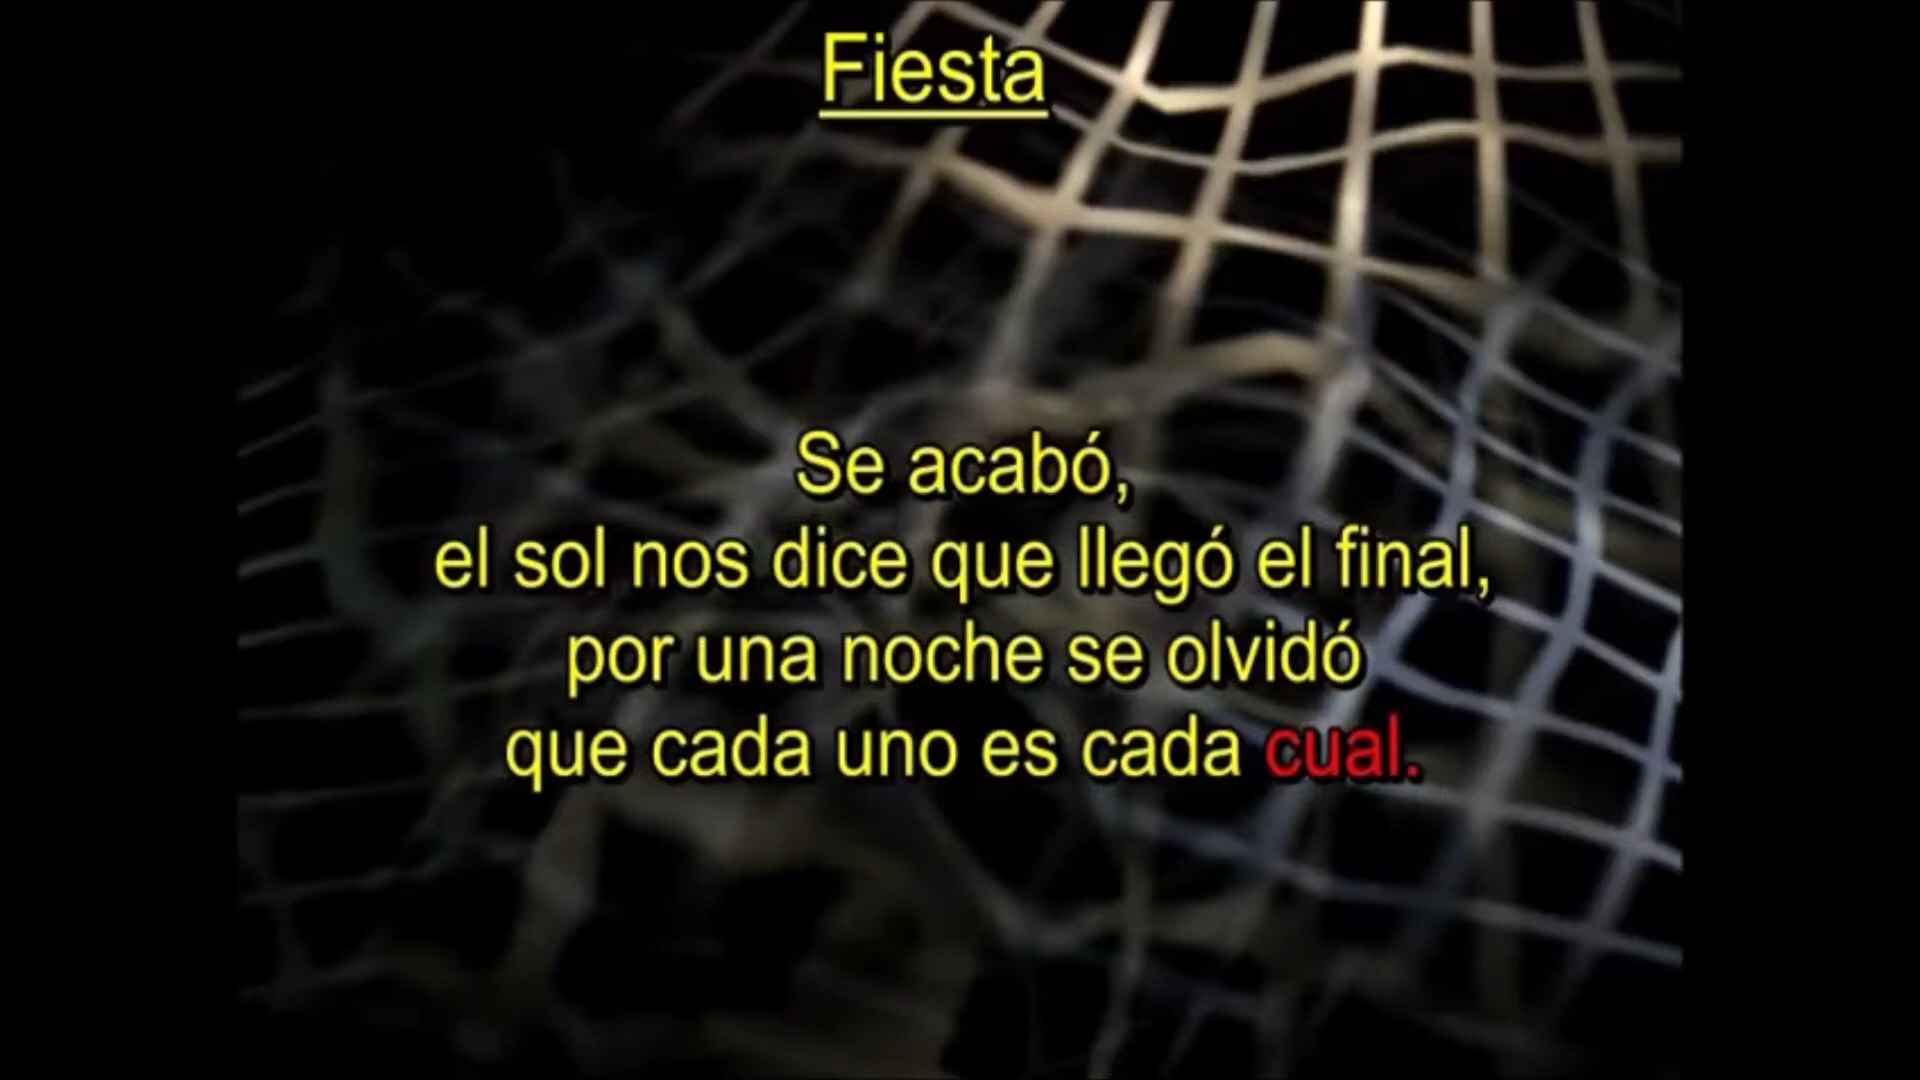 Fiesta
Se acabó,
el sol nos dice que llegó el final,
por una noche se olvidó
que cada uno es cada cual.